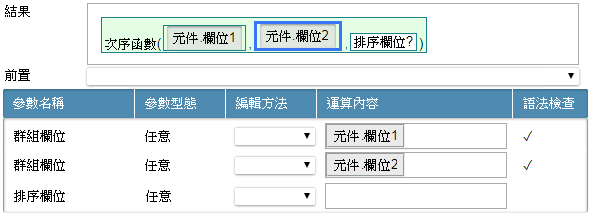 結果
次序函數( 元件.欄位1 , 元件.欄位2 , 排序欄位? )
前置
參數名稱 參數型態 編輯方法 運算內容 語法檢查
群組欄位 任意 元件.欄位1 ✓
群組欄位 任意 元件.欄位2 ✓
排序欄位 任意